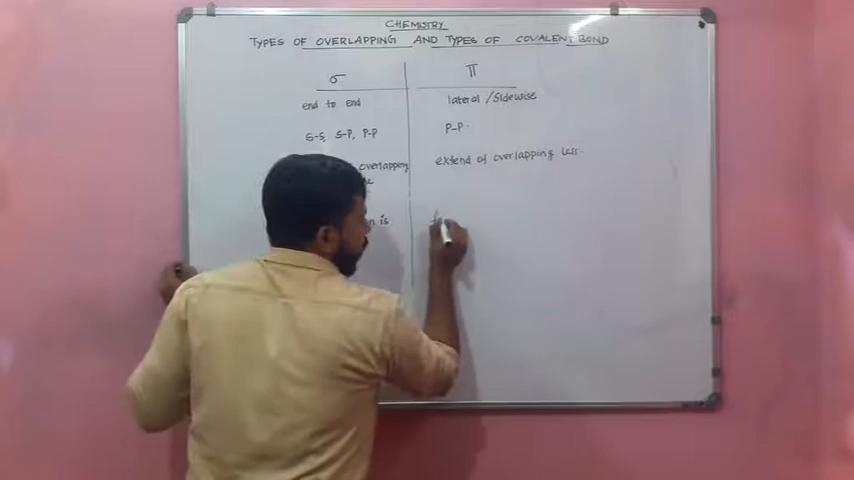 CHEMISTRY
TYPES OF OVERLAPPING AND TYPES OF COVALENT BOND
σ π
end to end lateral / Sidewise
S-S, S-P, P-P P-P.
overlapping extend of overlapping less.
is